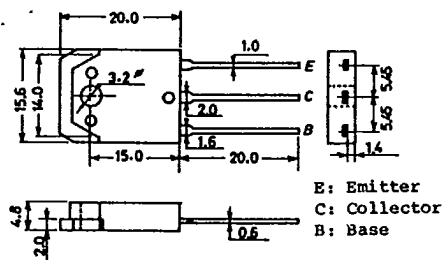 20.0
1.0
E
3.2 ø
15.6
14.0
C
5.45
5.45
2.0
B
1.6
15.0
20.0
1.4
E: Emitter
C: Collector
B: Base
4.8
2.0
0.6